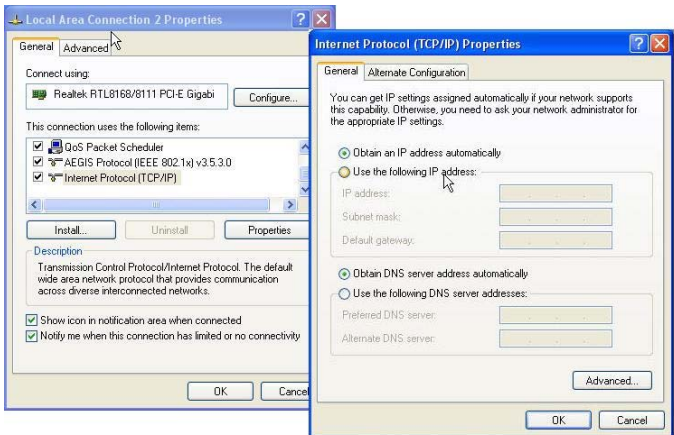 Local Area Connection 2 Properties
General
Advanced
Connect using:
Realtek RTL8168/8111 PCI-E Gigabi
Configure...
This connection uses the following items:
QoS Packet Scheduler
AEGIS Protocol (IEEE 802.1x) v3.5.3.0
Internet Protocol (TCP/IP)
Install...
Uninstall
Properties
Description
Transmission Control Protocol/Internet Protocol. The default
wide area network protocol that provides communication
across diverse interconnected networks.
Show icon in notification area when connected
Notify me when this connection has limited or no connectivity
OK
Cancel
Internet Protocol (TCP/IP) Properties
General
Alternate Configuration
You can get IP settings assigned automatically if your network supports
this capability. Otherwise, you need to ask your network administrator for
the appropriate IP settings.
Obtain an IP address automatically
Use the following IP address:
IP address:
Subnet mask:
Default gateway:
Obtain DNS server address automatically
Use the following DNS server addresses:
Preferred DNS server:
Alternate DNS server:
Advanced...
OK
Cancel